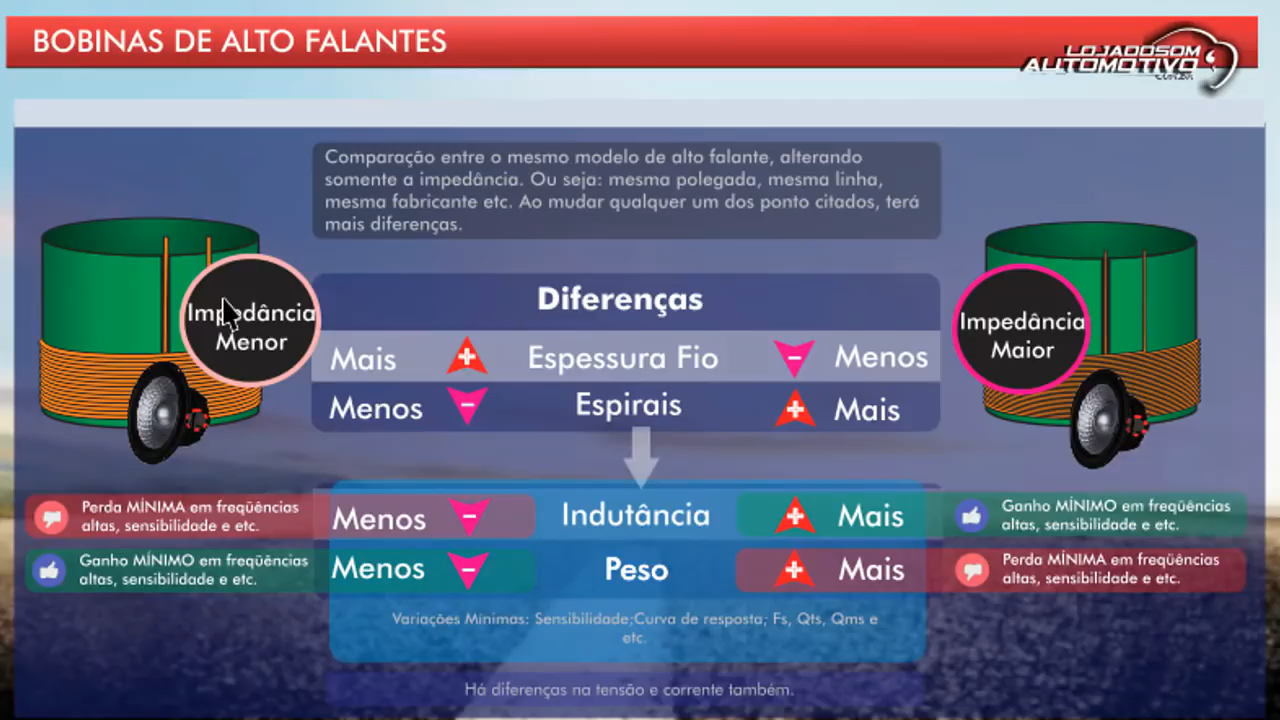 BOBINAS DE ALTO FALANTES
LOJADOSOM
AUTOMOTIVO
.COM.BR
Comparação entre o mesmo modelo de alto falante, alterando
somente a impedância. Ou seja: mesma polegada, mesma linha,
mesma fabricante etc. Ao mudar qualquer um dos ponto citados, terá
mais diferenças.
Impedância
Menor
Impedância
Maior
Diferenças
Mais + Espessura Fio - Menos
Menos - Espirais + Mais
Perda MÍNIMA em freqüências
altas, sensibilidade e etc.
Menos - Indutância + Mais
Ganho MÍNIMO em freqüências
altas, sensibilidade e etc.
Ganho MÍNIMO em freqüências
altas, sensibilidade e etc.
Menos - Peso + Mais
Perda MÍNIMA em freqüências
altas, sensibilidade e etc.
Variações Mínimas: Sensibilidade;Curva de resposta; Fs, Qts, Qms e
etc.
Há diferenças na tensão e corrente também.